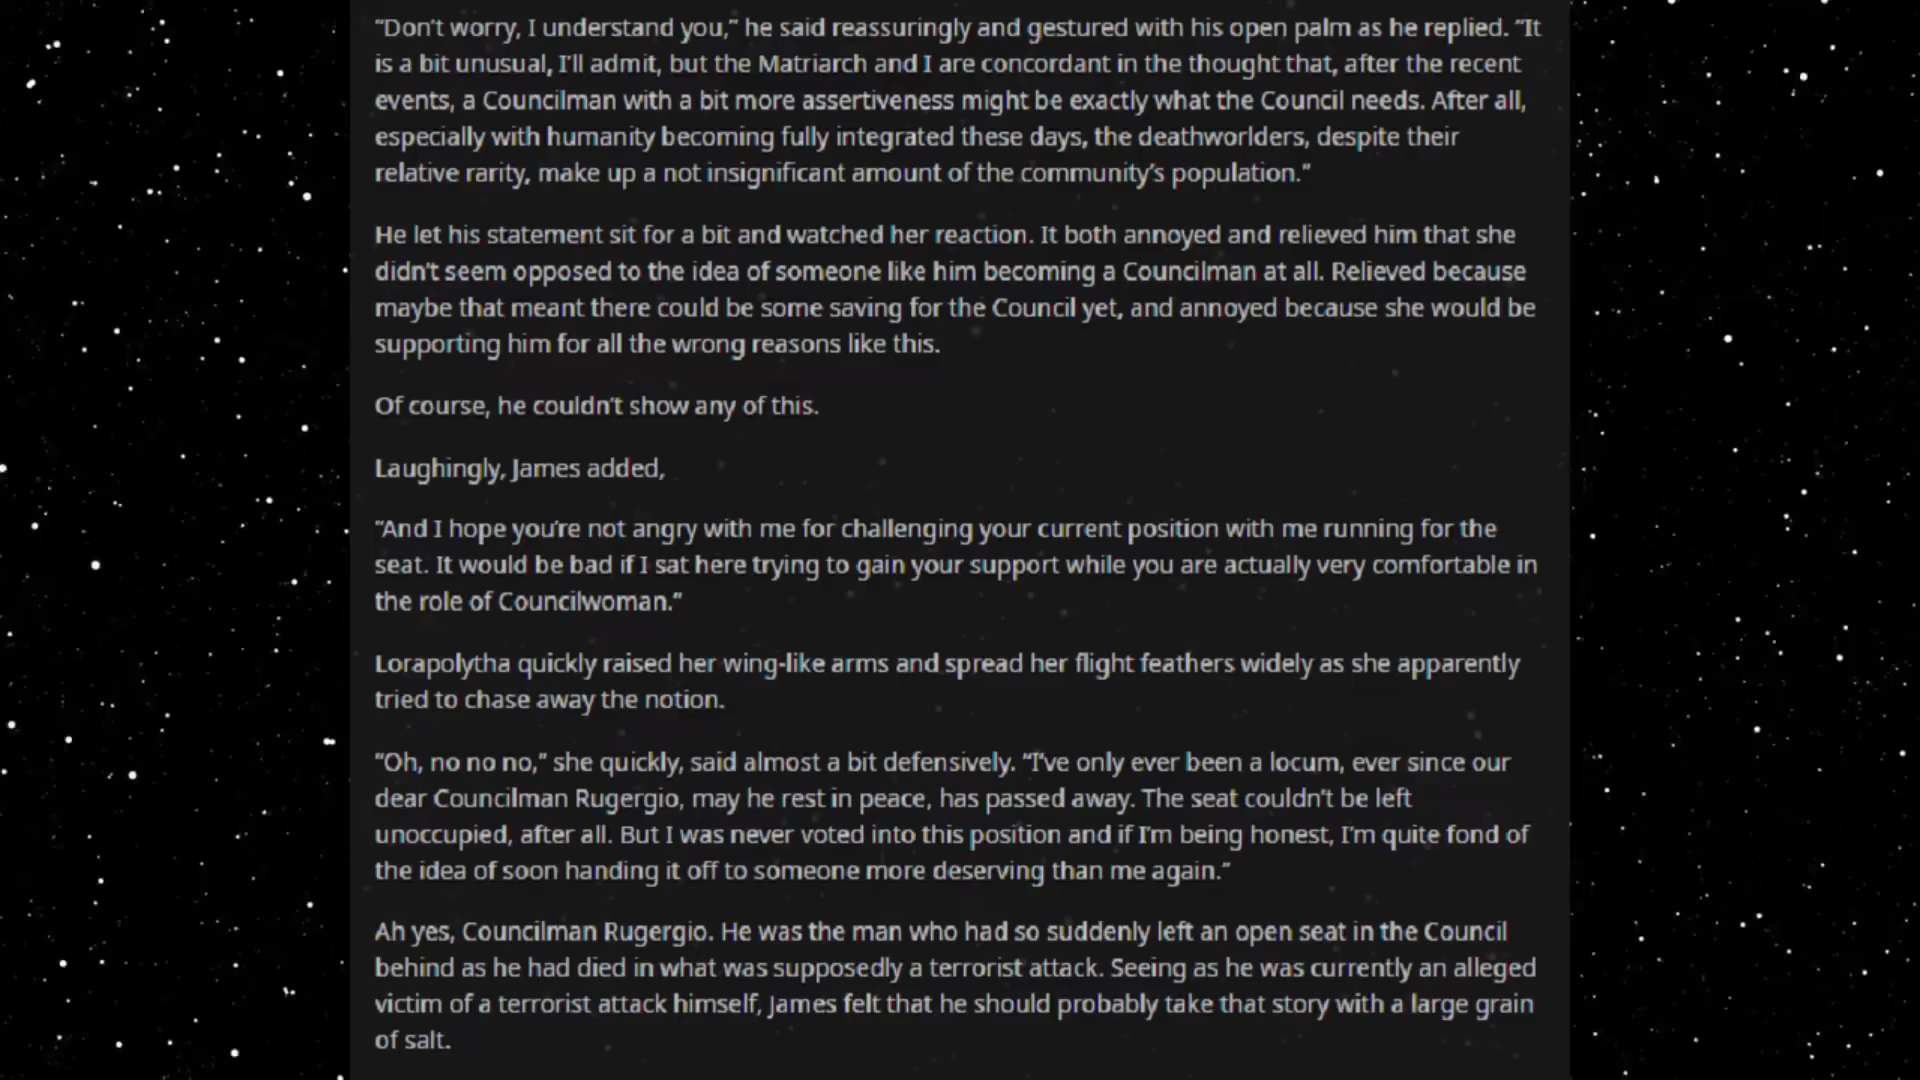 “Don’t worry, I understand you,” he said reassuringly and gestured with his open palm as he replied. “It
is a bit unusual, I’ll admit, but the Matriarch and I are concordant in the thought that, after the recent
events, a Councilman with a bit more assertiveness might be exactly what the Council needs. After all,
especially with humanity becoming fully integrated these days, the deathworlders, despite their
relative rarity, make up a not insignificant amount of the community’s population.”
He let his statement sit for a bit and watched her reaction. It both annoyed and relieved him that she
didn’t seem opposed to the idea of someone like him becoming a Councilman at all. Relieved because
maybe that meant there could be some saving for the Council yet, and annoyed because she would be
supporting him for all the wrong reasons like this.
Of course, he couldn’t show any of this.
Laughingly, James added,
“And I hope you’re not angry with me for challenging your current position with me running for the
seat. It would be bad if I sat here trying to gain your support while you are actually very comfortable in
the role of Councilwoman.”
Lorapolytha quickly raised her wing-like arms and spread her flight feathers widely as she apparently
tried to chase away the notion.
“Oh, no no no,” she quickly, said almost a bit defensively. “I’ve only ever been a locum, ever since our
dear Councilman Rugergio, may he rest in peace, has passed away. The seat couldn’t be left
unoccupied, after all. But I was never voted into this position and if I’m being honest, I’m quite fond of
the idea of soon handing it off to someone more deserving than me again.”
Ah yes, Councilman Rugergio. He was the man who had so suddenly left an open seat in the Council
behind as he had died in what was supposedly a terrorist attack. Seeing as he was currently an alleged
victim of a terrorist attack himself, James felt that he should probably take that story with a large grain
of salt.